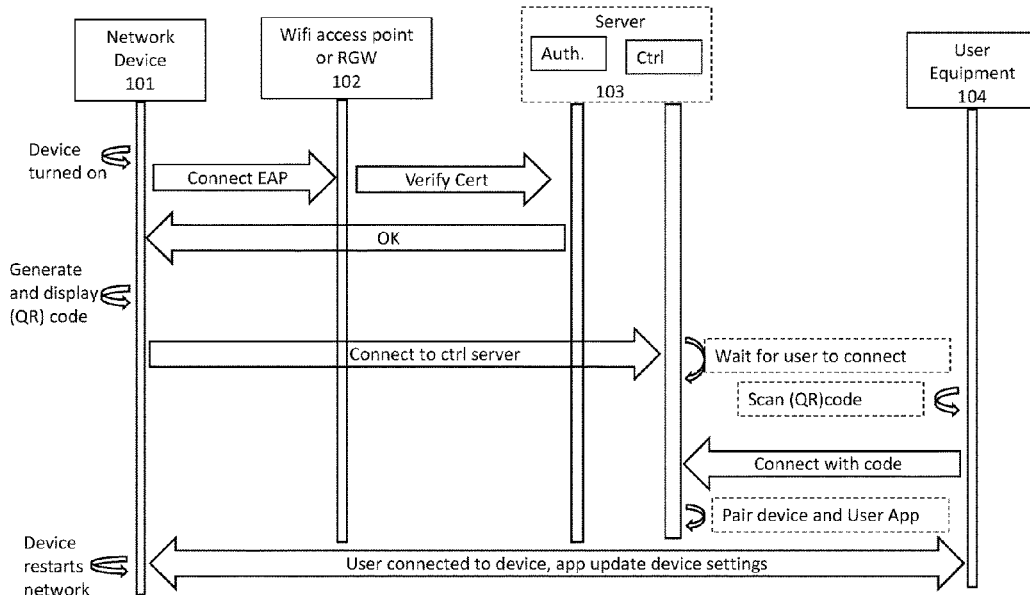 Network
Device
101
Wifi access point
or RGW
102
Server
Auth.
Ctrl
103
User
Equipment
104
Device
turned on
Connect EAP
Verify Cert
OK
Generate
and display
(QR) code
Connect to ctrl server
Wait for user to connect
Scan (QR)code
Connect with code
Pair device and User App
Device
restarts
network
User connected to device, app update device settings